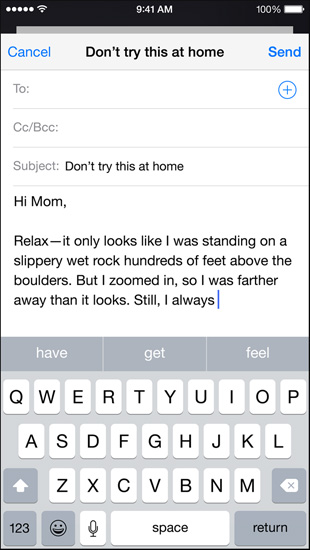 9:41 AM 100%
Cancel Don't try this at home Send
To:
Cc/Bcc:
Subject: Don't try this at home
Hi Mom,
Relax—it only looks like I was standing on a
slippery wet rock hundreds of feet above the
boulders. But I zoomed in, so I was farther
away than it looks. Still, I always
have get feel
Q W E R T Y U I O P
A S D F G H J K L
Z X C V B N M
123 space return